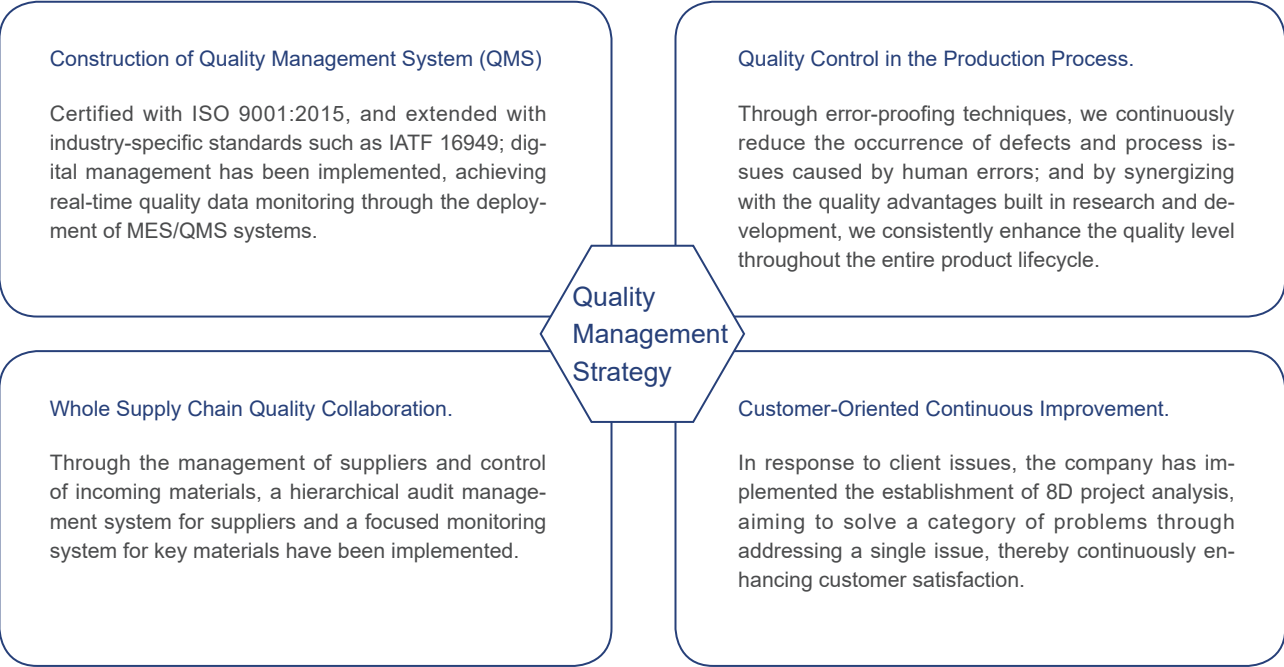 Construction of Quality Management System (QMS)
Certified with ISO 9001:2015, and extended with
industry-specific standards such as IATF 16949; dig-
ital management has been implemented, achieving
real-time quality data monitoring through the deploy-
ment of MES/QMS systems.
Quality Control in the Production Process.
Through error-proofing techniques, we continuously
reduce the occurrence of defects and process is-
sues caused by human errors; and by synergizing
with the quality advantages built in research and de-
velopment, we consistently enhance the quality level
throughout the entire product lifecycle.
Quality
Management
Strategy
Whole Supply Chain Quality Collaboration.
Through the management of suppliers and control
of incoming materials, a hierarchical audit manage-
ment system for suppliers and a focused monitoring
system for key materials have been implemented.
Customer-Oriented Continuous Improvement.
In response to client issues, the company has im-
plemented the establishment of 8D project analysis,
aiming to solve a category of problems through
addressing a single issue, thereby continuously en-
hancing customer satisfaction.